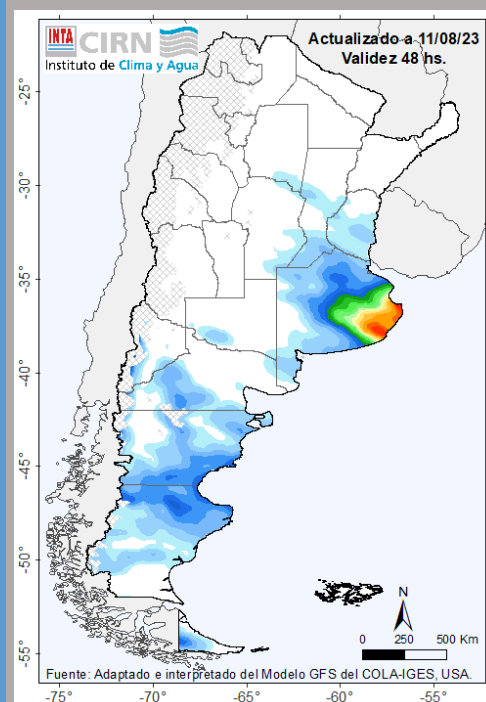 INTA CIRN
Instituto de Clima y Agua
Actualizado a 11/08/23
Validez 48 hs.
-25°
-30°
-35°
-40°
-45°
-50°
-55°
N
0 250 500 Km
Fuente: Adaptado e interpretado del Modelo GFS del COLA-IGES, USA.
-75° -70° -65° -60° -55°